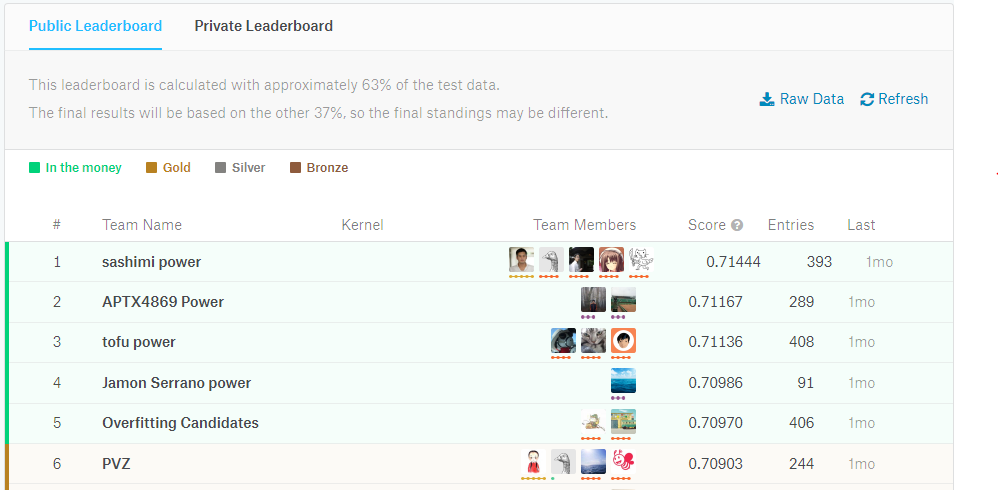 Public Leaderboard Private Leaderboard
This leaderboard is calculated with approximately 63% of the test data.
The final results will be based on the other 37%, so the final standings may be different.
Raw Data Refresh
In the money Gold Silver Bronze
# Team Name Kernel Team Members Score ? Entries Last
1 sashimi power 0.71444 393 1mo
2 APTX4869 Power 0.71167 289 1mo
3 tofu power 0.71136 408 1mo
4 Jamon Serrano power 0.70986 91 1mo
5 Overfitting Candidates 0.70970 406 1mo
6 PVZ 0.70903 244 1mo